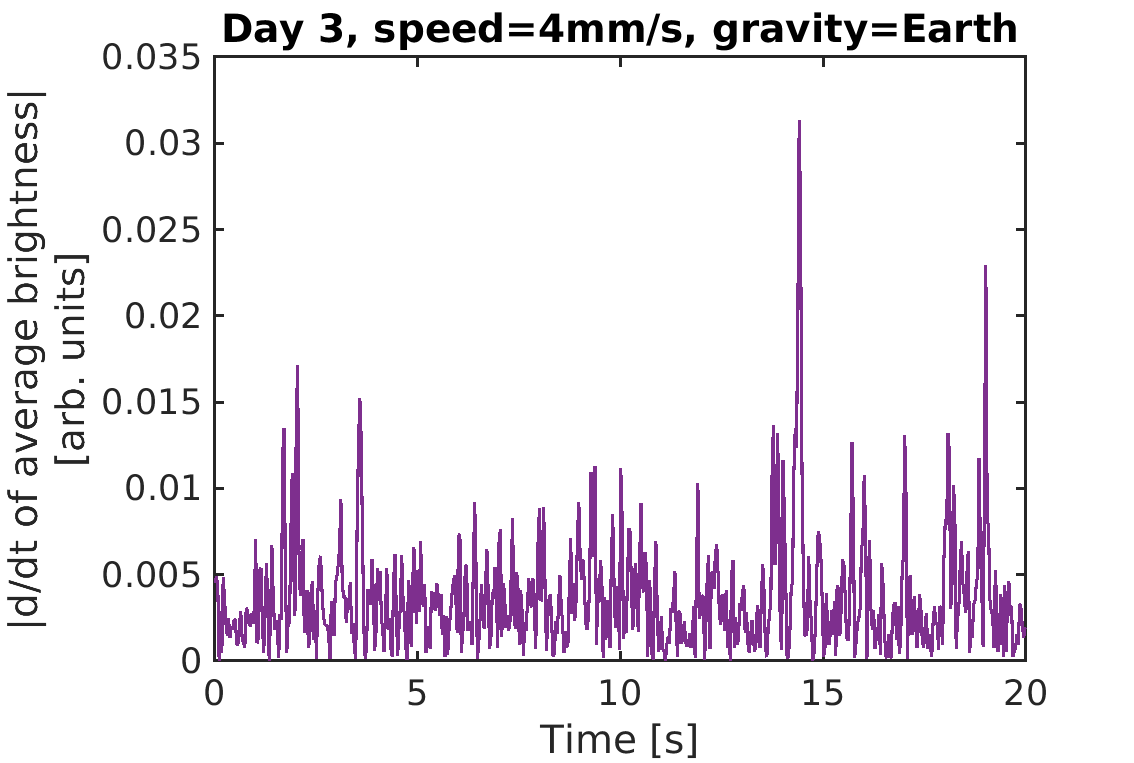 Day 3, speed=4mm/s, gravity=Earth
|d/dt of average brightness|
[arb. units]
0.035
0.03
0.025
0.02
0.015
0.01
0.005
0
0 5 10 15 20
Time [s]